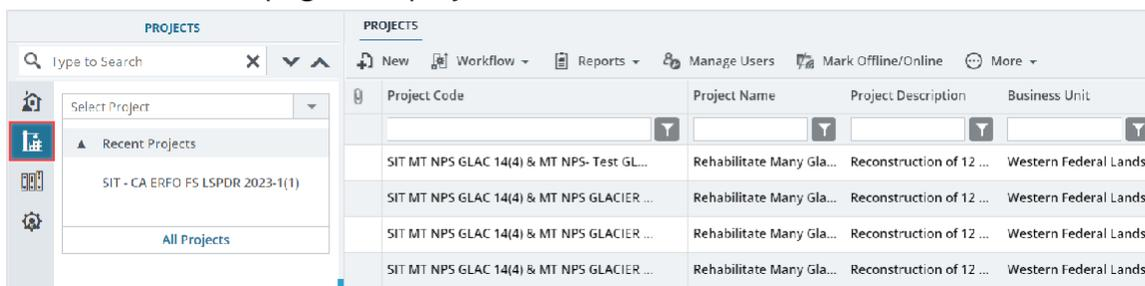 PROJECTS
Type to Search
Select Project
Recent Projects
SIT - CA ERFO FS LSPDR 2023-1(1)
All Projects
PROJECTS
New Workflow Reports Manage Users Mark Offline/Online More
Project Code Project Name Project Description Business Unit
SIT MT NPS GLAC 14(4) & MT NPS- Test GL... Rehabilitate Many Gla... Reconstruction of 12 ... Western Federal Lands
SIT MT NPS GLAC 14(4) & MT NPS GLACIER ... Rehabilitate Many Gla... Reconstruction of 12 ... Western Federal Lands
SIT MT NPS GLAC 14(4) & MT NPS GLACIER ... Rehabilitate Many Gla... Reconstruction of 12 ... Western Federal Lands
SIT MT NPS GLAC 14(4) & MT NPS GLACIER ... Rehabilitate Many Gla... Reconstruction of 12 ... Western Federal Lands